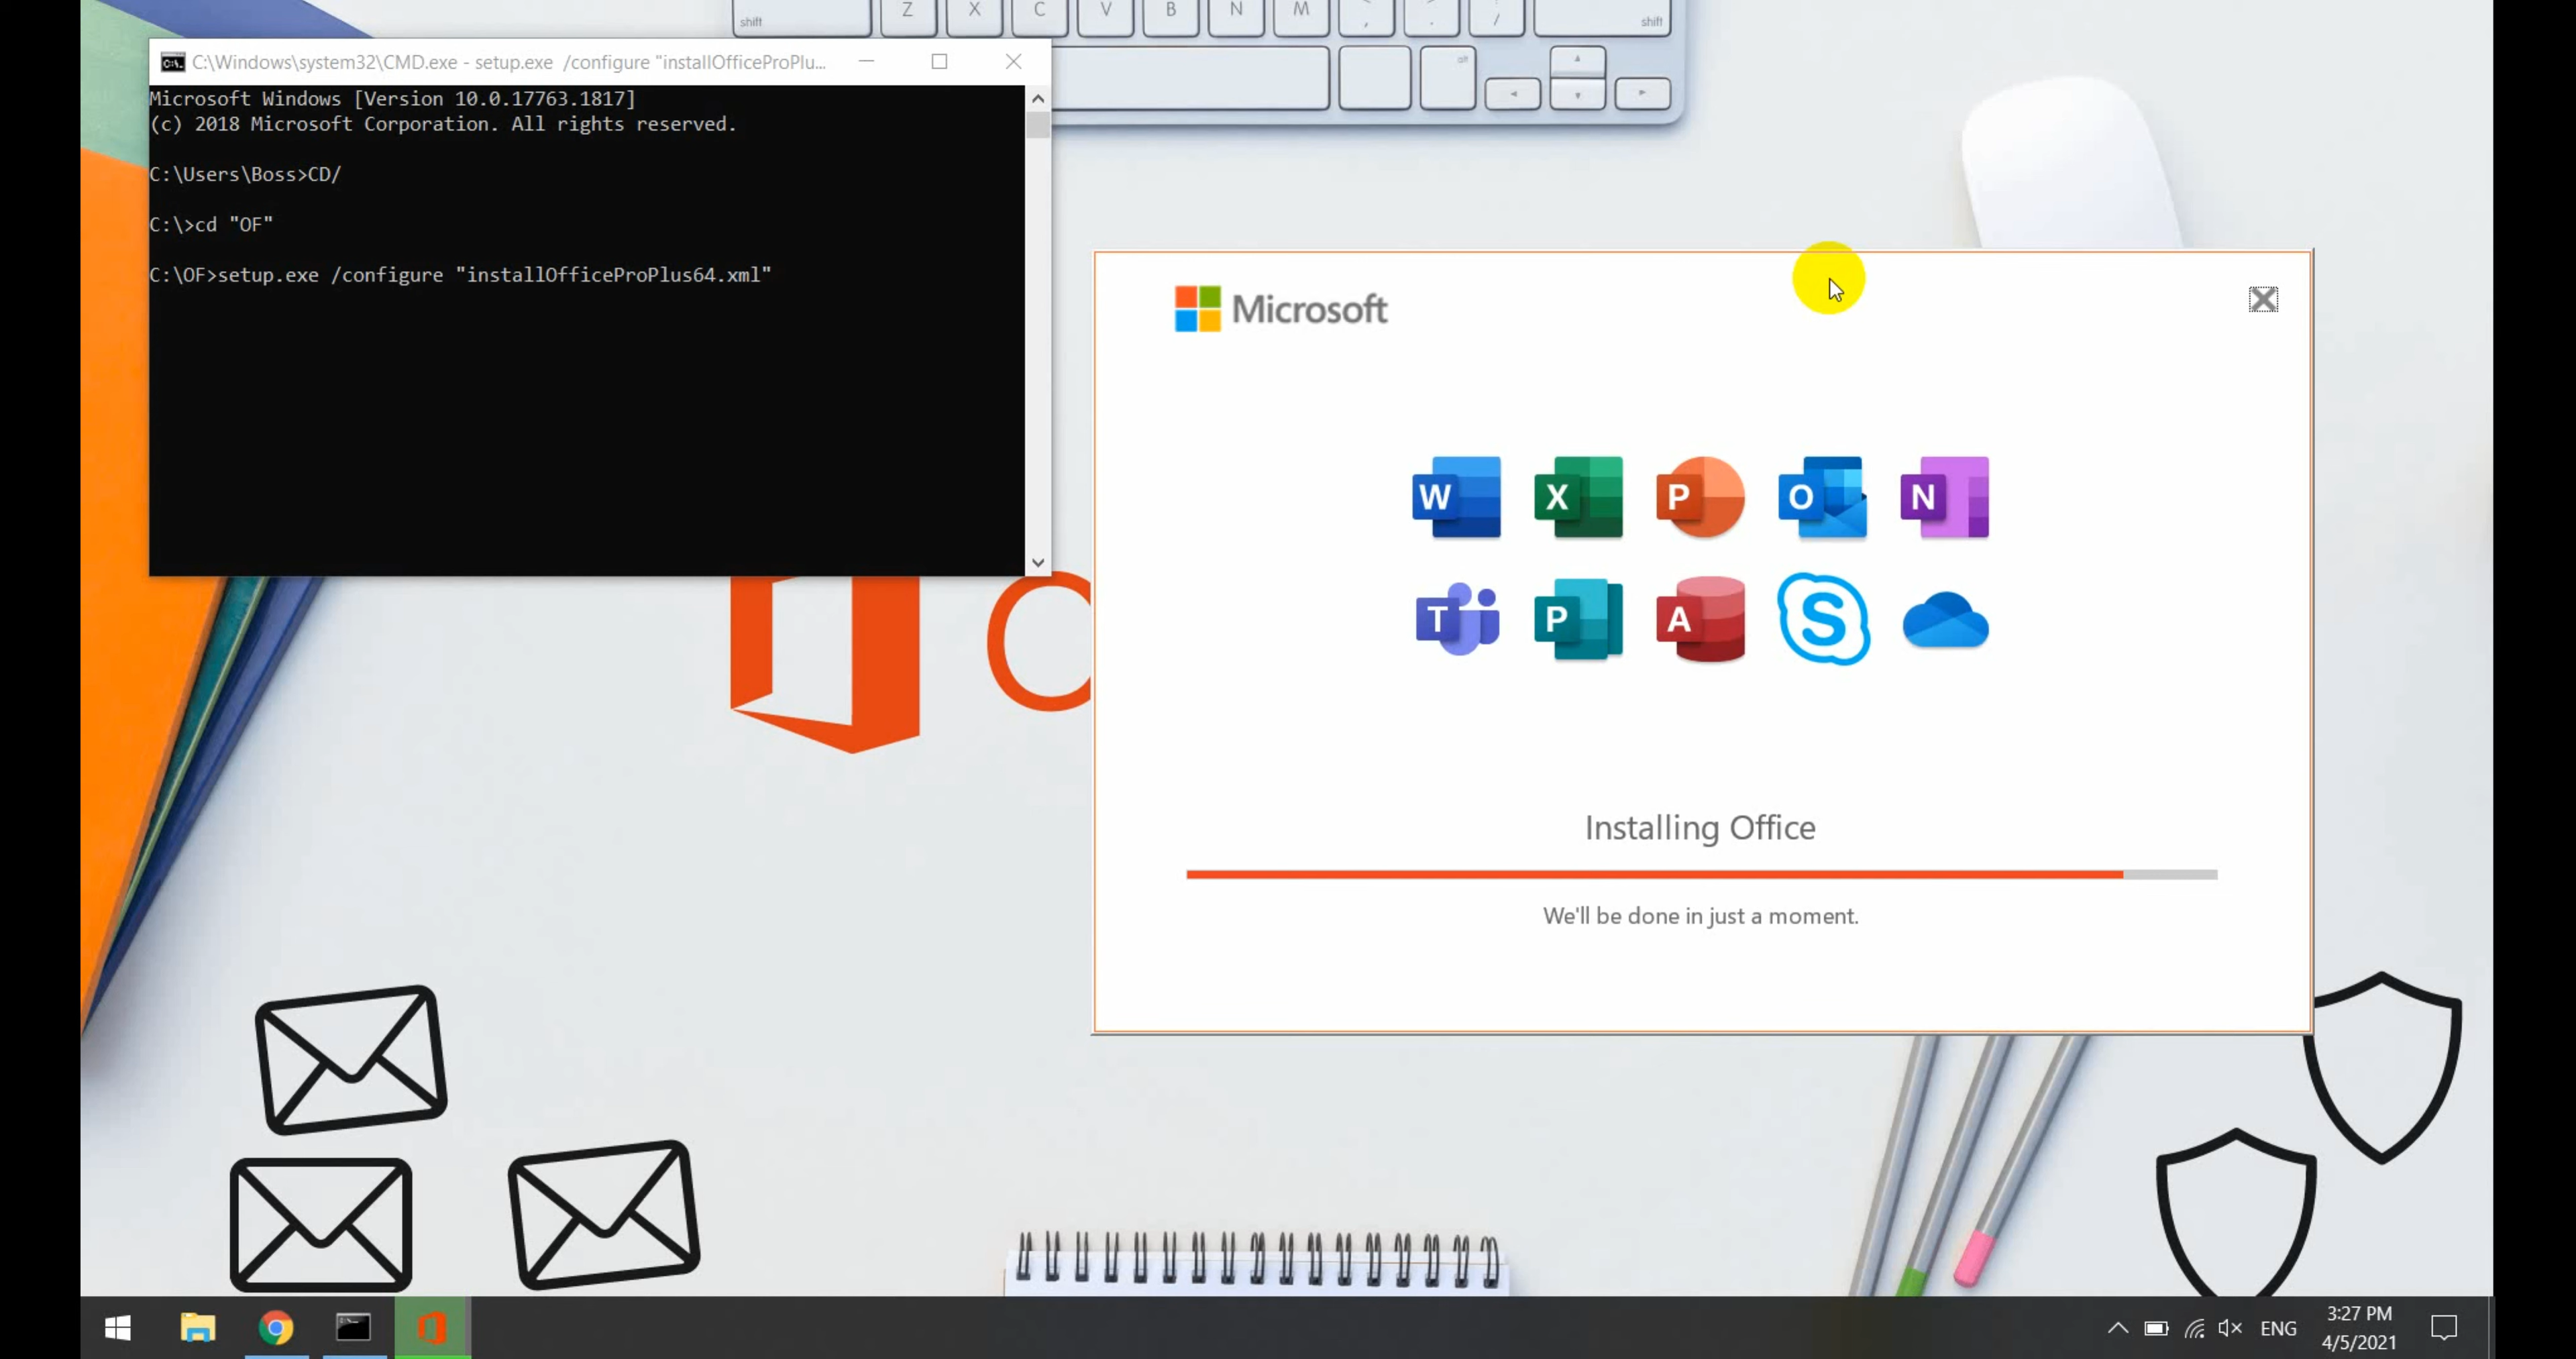 shift
Z X C V B N M < , > . ? /
shift
alt
C:\Windows\system32\CMD.exe - setup.exe /configure "installOfficeProPlu...
Microsoft Windows [Version 10.0.17763.1817]
(c) 2018 Microsoft Corporation. All rights reserved.
C:\Users\Boss>CD/
C:\>cd "OF"
C:\OF>setup.exe /configure "installOfficeProPlus64.xml"
Microsoft
W X P O N
T P A S
Installing Office
We'll be done in just a moment.
ENG
3:27 PM
4/5/2021